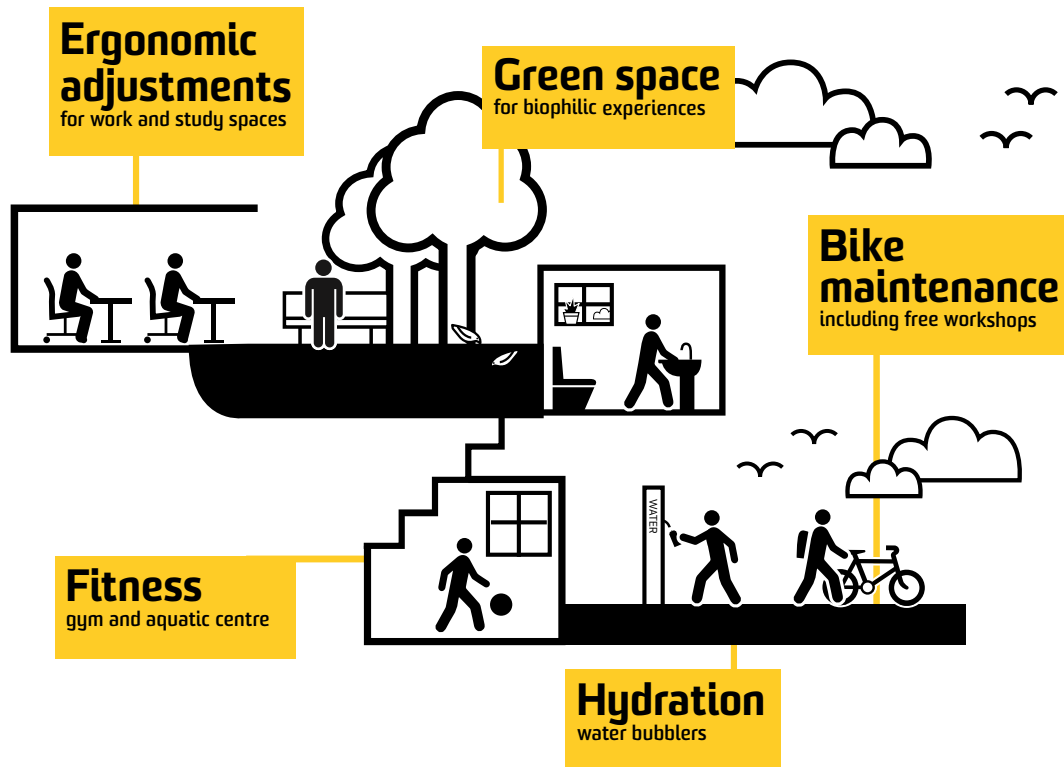 Ergonomic
adjustments
for work and study spaces
Green space
for biophilic experiences
Bike
maintenance
including free workshops
WATER
Fitness
gym and aquatic centre
Hydration
water bubblers